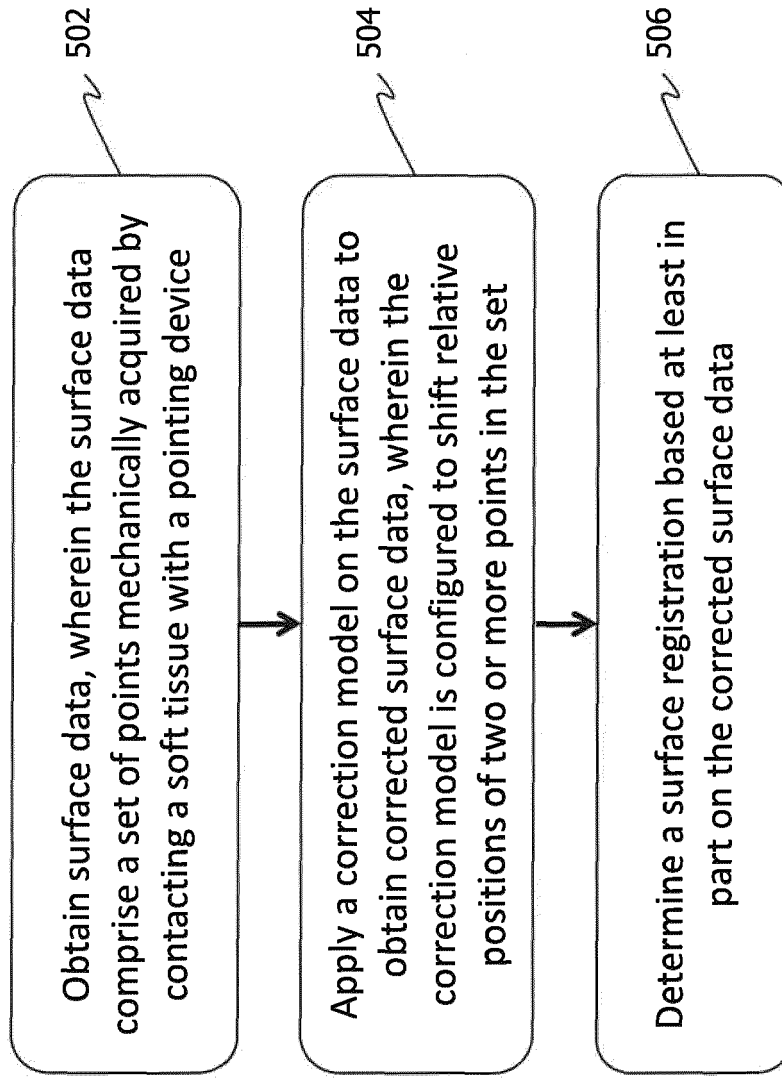 502
Obtain surface data, wherein the surface data
comprise a set of points mechanically acquired by
contacting a soft tissue with a pointing device
504
Apply a correction model on the surface data to
obtain corrected surface data, wherein the
correction model is configured to shift relative
positions of two or more points in the set
506
Determine a surface registration based at least in
part on the corrected surface data